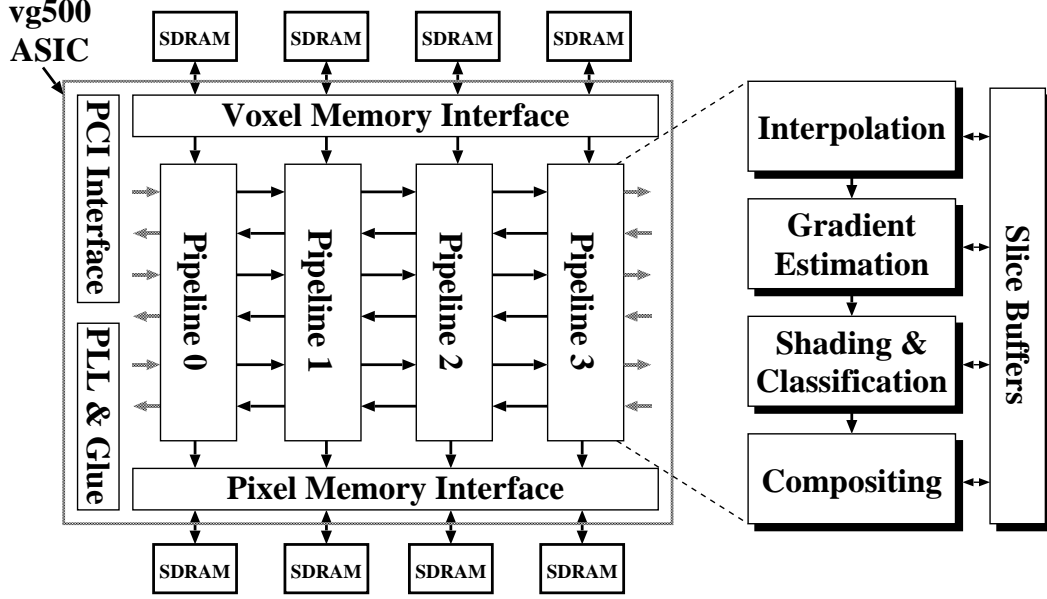 vg500
ASIC
SDRAM
SDRAM
SDRAM
SDRAM
Voxel Memory Interface
PCI Interface
PLL & Glue
Pipeline 0
Pipeline 1
Pipeline 2
Pipeline 3
Pixel Memory Interface
SDRAM
SDRAM
SDRAM
SDRAM
Interpolation
Gradient
Estimation
Shading &
Classification
Compositing
Slice Buffers